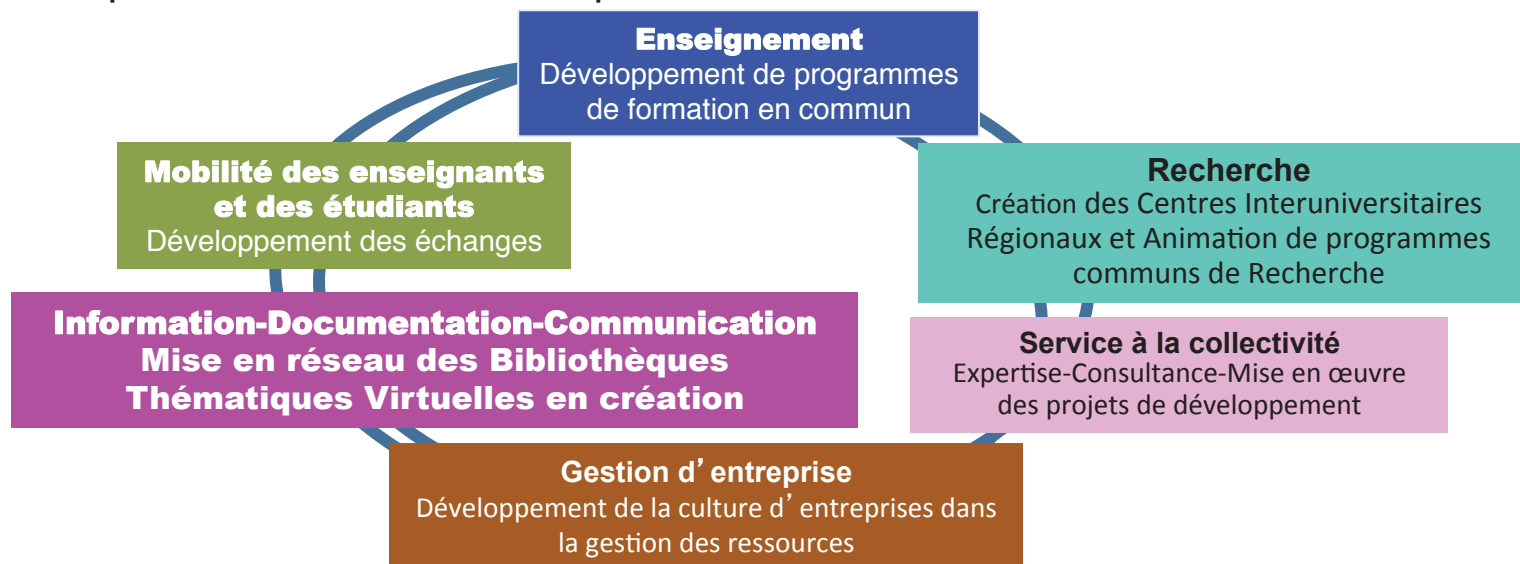 Enseignement
Développement de programmes
de formation en commun
Mobilité des enseignants
et des étudiants
Développement des échanges
Recherche
Création des Centres Interuniversitaires
Régionaux et Animation de programmes
communs de Recherche
Information-Documentation-Communication
Mise en réseau des Bibliothèques
Thématiques Virtuelles en création
Service à la collectivité
Expertise-Consultance-Mise en œuvre
des projets de développement
Gestion d’ entreprise
Développement de la culture d’ entreprises dans
la gestion des ressources